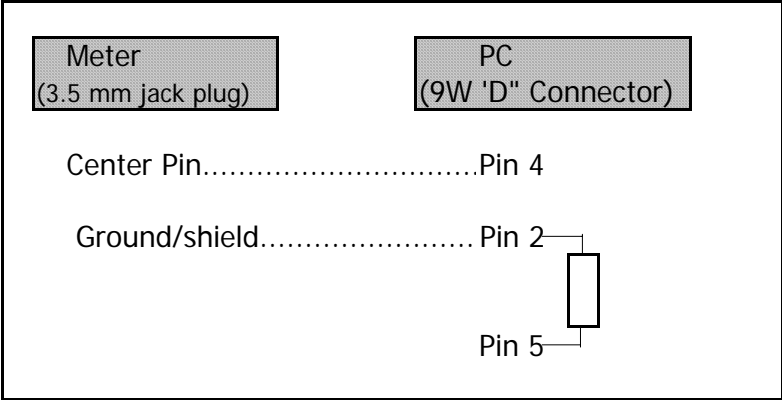 Meter PC
(3.5 mm jack plug) (9W 'D" Connector)
Center Pin..............................Pin 4
Ground/shield........................ Pin 2
Pin 5